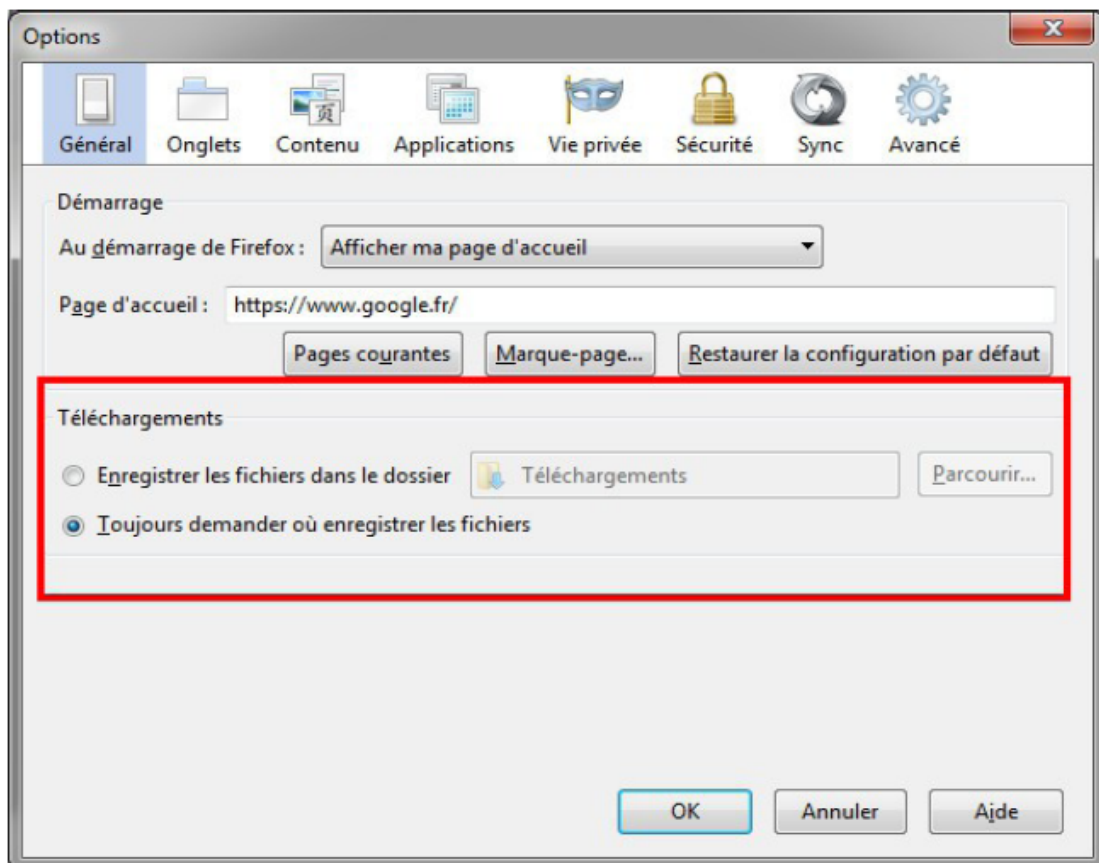 Options
Général Onglets Contenu Applications Vie privée Sécurité Sync Avancé
Démarrage
Au démarrage de Firefox : Afficher ma page d'accueil
Page d'accueil : https://www.google.fr/
Pages courantes Marque-page... Restaurer la configuration par défaut
Téléchargements
Enregistrer les fichiers dans le dossier Téléchargements Parcourir...
Toujours demander où enregistrer les fichiers
OK Annuler Aide